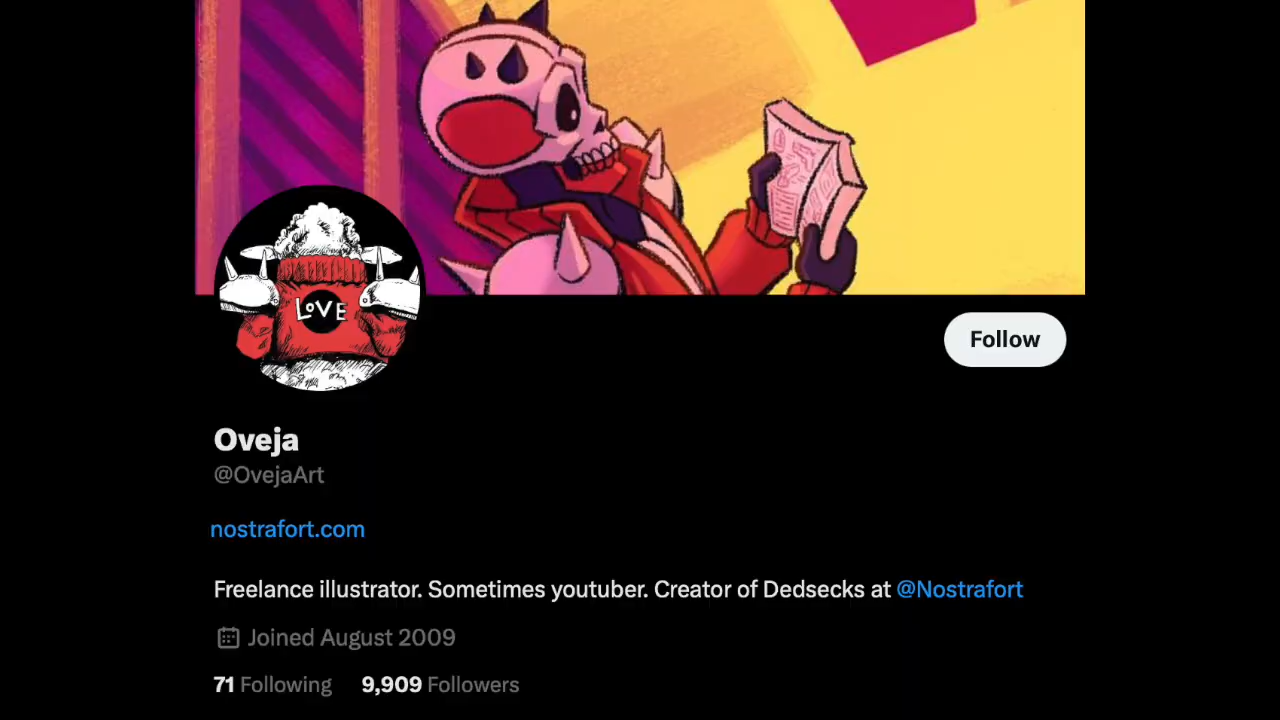 LOVE
Follow
Oveja
@OvejaArt
nostrafort.com
Freelance illustrator. Sometimes youtuber. Creator of Dedsecks at @Nostrafort
Joined August 2009
71 Following 9,909 Followers